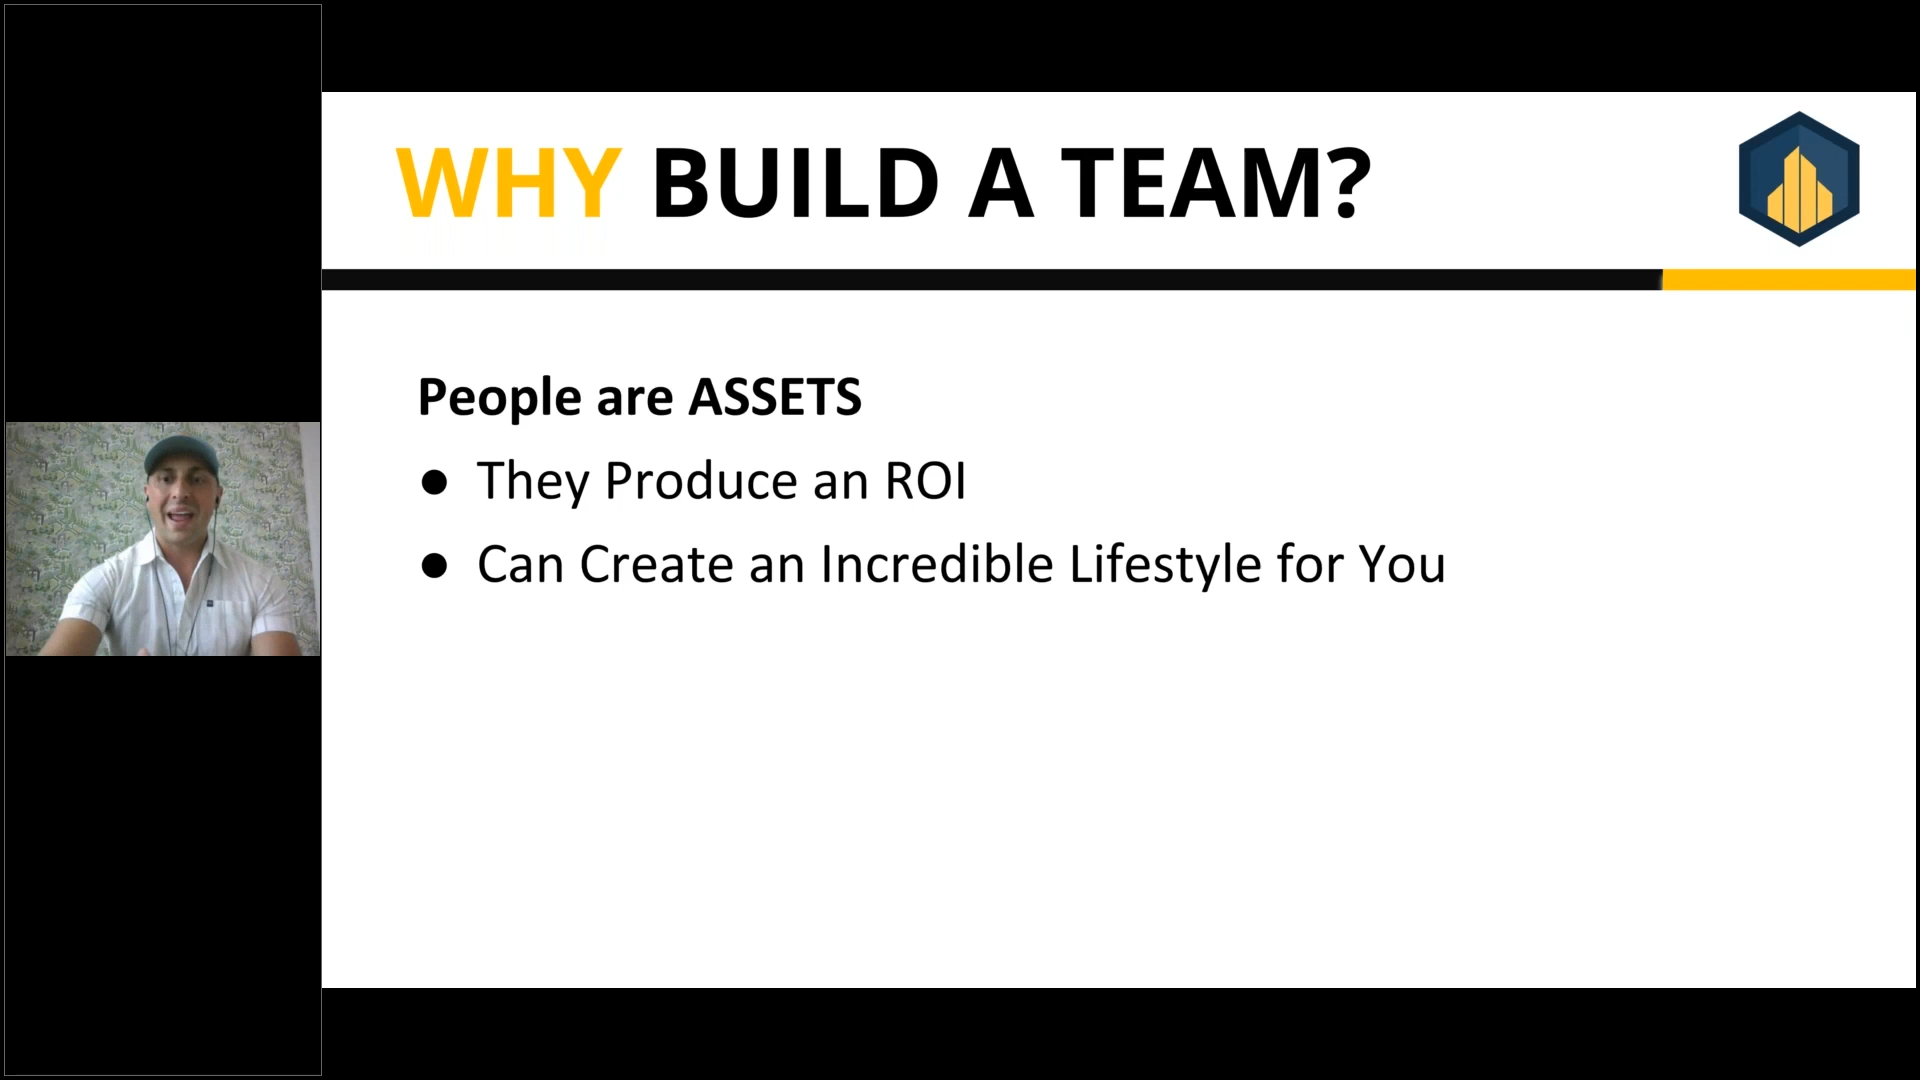 WHY BUILD A TEAM?
People are ASSETS
● They Produce an ROI
● Can Create an Incredible Lifestyle for You